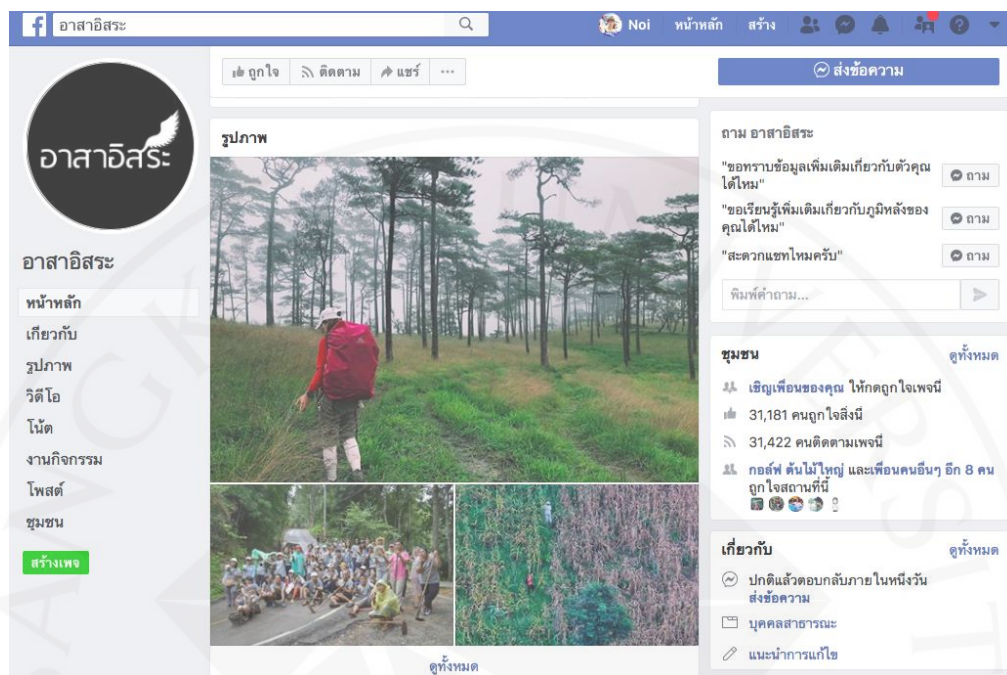 อาสาอิสระ
Noi หน้าหลัก สร้าง
ถูกใจ ติดตาม แชร์ ...
ส่งข้อความ
อาสาอิสระ
อาสาอิสระ
หน้าหลัก
เกี่ยวกับ
รูปภาพ
วิดีโอ
โน้ต
งานกิจกรรม
โพสต์
ชุมชน
สร้างเพจ
รูปภาพ
ดูทั้งหมด
ถาม อาสาอิสระ
"ขอทราบข้อมูลเพิ่มเติมเกี่ยวกับตัวคุณ
ได้ไหม"
ถาม
"ขอเรียนรู้เพิ่มเติมเกี่ยวกับภูมิหลังของ
คุณได้ไหม"
ถาม
"สะดวกแชทไหมครับ"
ถาม
พิมพ์คำถาม...
ชุมชน ดูทั้งหมด
เชิญเพื่อนของคุณ ให้กดถูกใจเพจนี้
31,181 คนถูกใจสิ่งนี้
31,422 คนติดตามเพจนี้
กอล์ฟ ต้นไม้ใหญ่ และเพื่อนคนอื่นๆ อีก 8 คน
ถูกใจสถานที่นี้
เกี่ยวกับ ดูทั้งหมด
ปกติแล้วตอบกลับภายในหนึ่งวัน
ส่งข้อความ
บุคคลสาธารณะ
แนะนำการแก้ไข